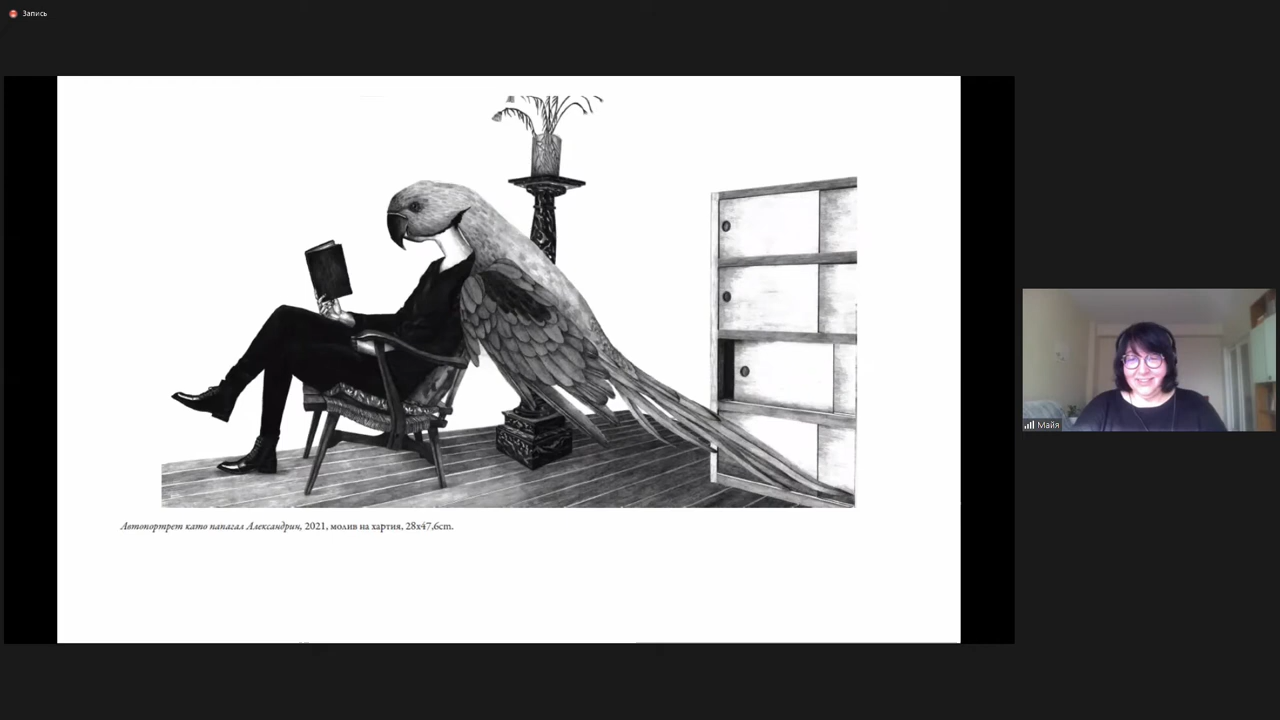 Запись
Автопортрет като папагал Александрин, 2021, молив на хартия, 28x47,6cm.
Майя